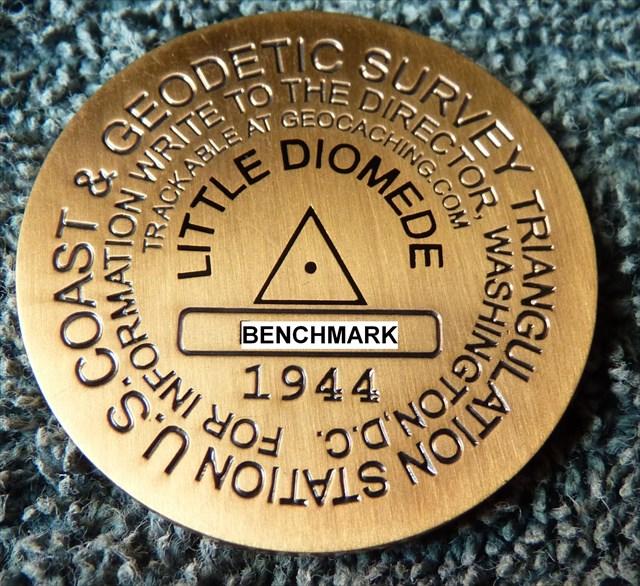 U.S. COAST & GEODETIC SURVEY TRIANGULATION STATION
FOR INFORMATION WRITE TO THE DIRECTOR, WASHINGTON,D.C.
TRACKABLE AT GEOCACHING.COM
LITTLE DIOMEDE
BENCHMARK
1944